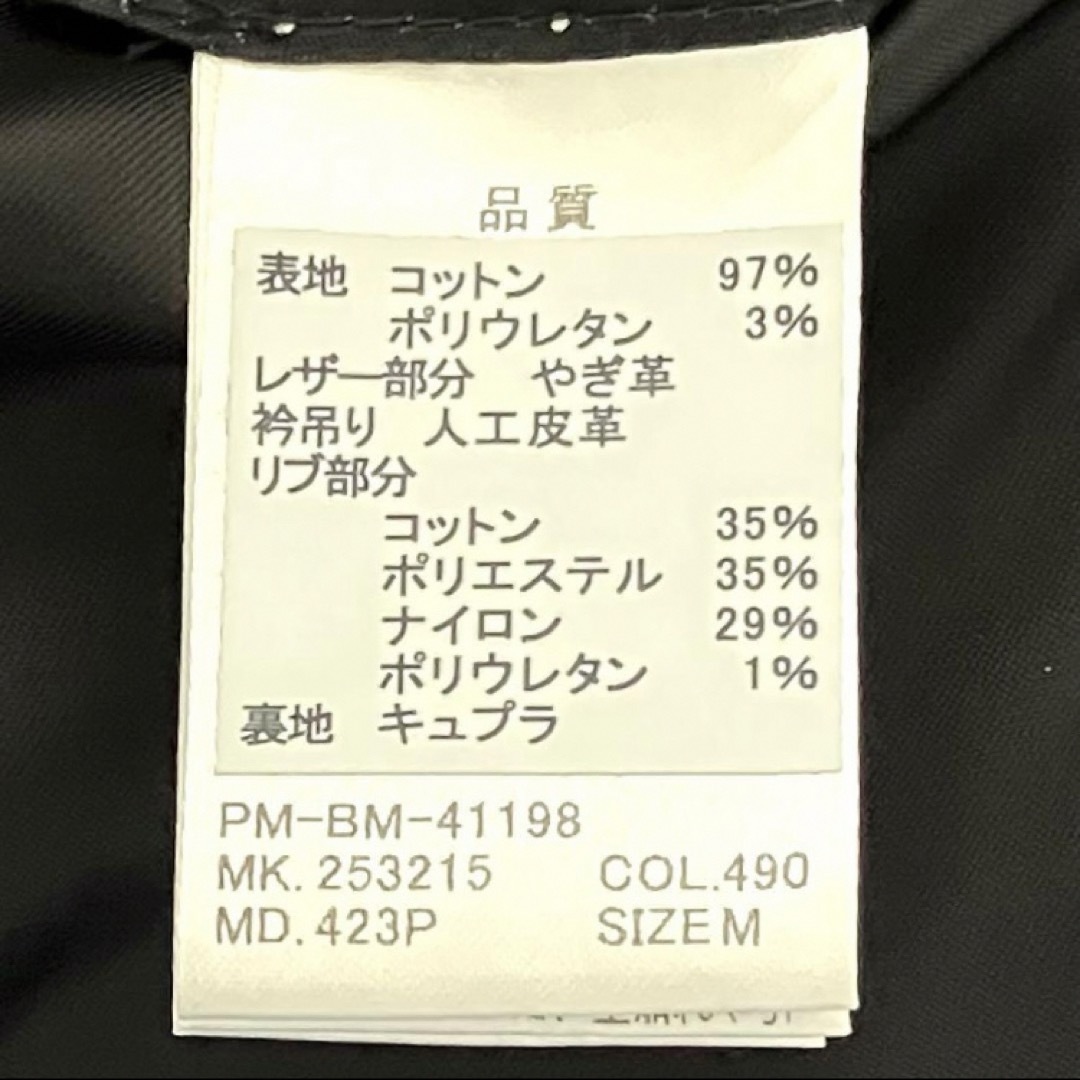 品質
表地 コットン 97%
ポリウレタン 3%
レザー部分 やぎ革
衿吊り 人工皮革
リブ部分
コットン 35%
ポリエステル 35%
ナイロン 29%
ポリウレタン 1%
裏地 キュプラ
PM-BM-41198
MK. 253215 COL.490
MD. 423P SIZE M